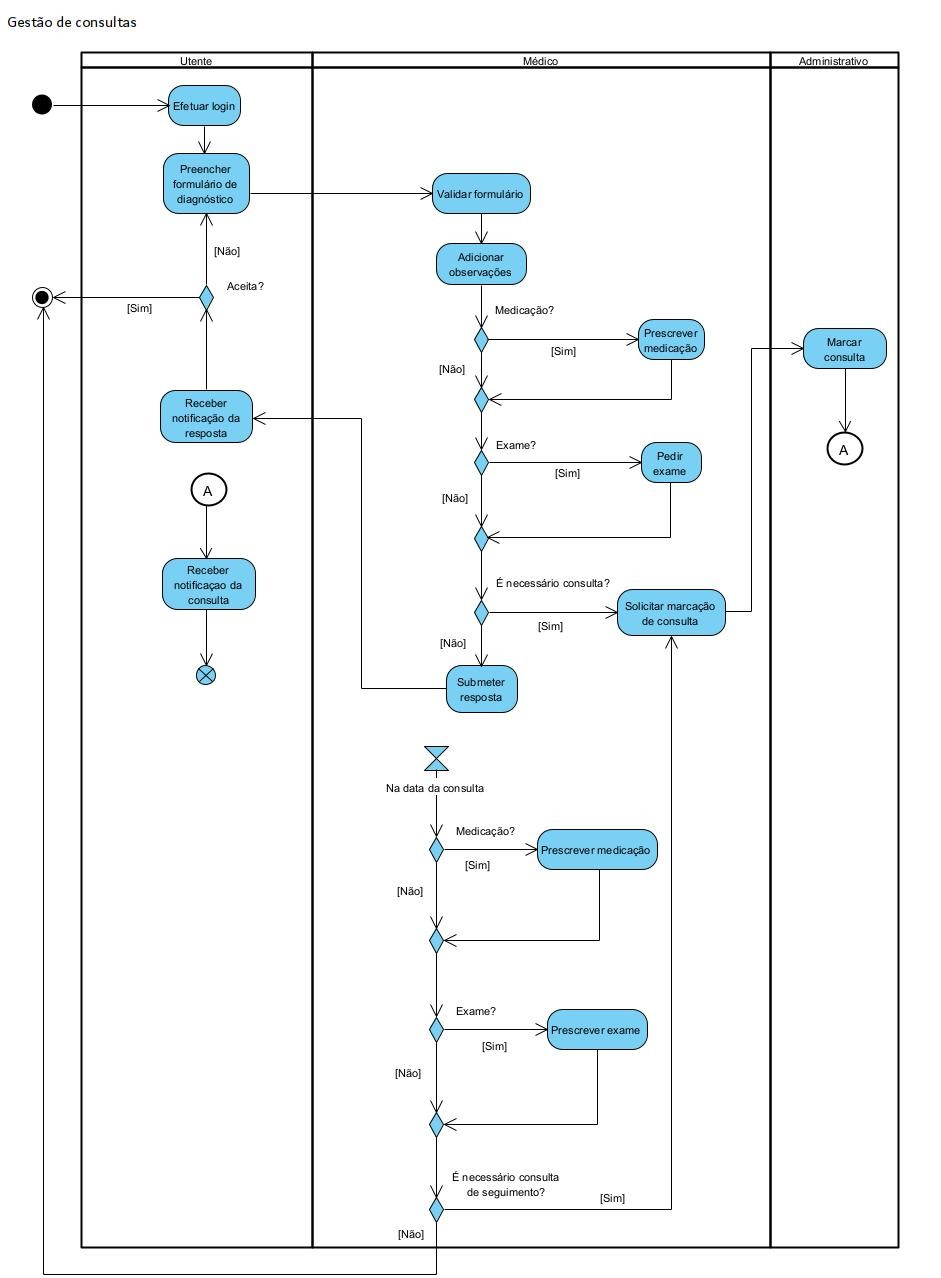 Gestão de consultas
Utente
Médico
Administrativo
Efetuar login
Preencher
formulário de
diagnóstico
Validar formulário
Adicionar
observações
[Não]
Aceita?
[Sim]
Medicação?
[Sim]
Prescrever
medicação
[Não]
Marcar
consulta
A
Receber
notificação da
resposta
Exame?
[Sim]
Pedir
exame
[Não]
A
Receber
notificaçao da
consulta
É necessário consulta?
[Sim]
Solicitar marcação
de consulta
[Não]
Submeter
resposta
Na data da consulta
Medicação?
[Sim]
Prescrever medicação
[Não]
Exame?
[Sim]
Prescrever exame
[Não]
É necessário consulta
de seguimento?
[Sim]
[Não]